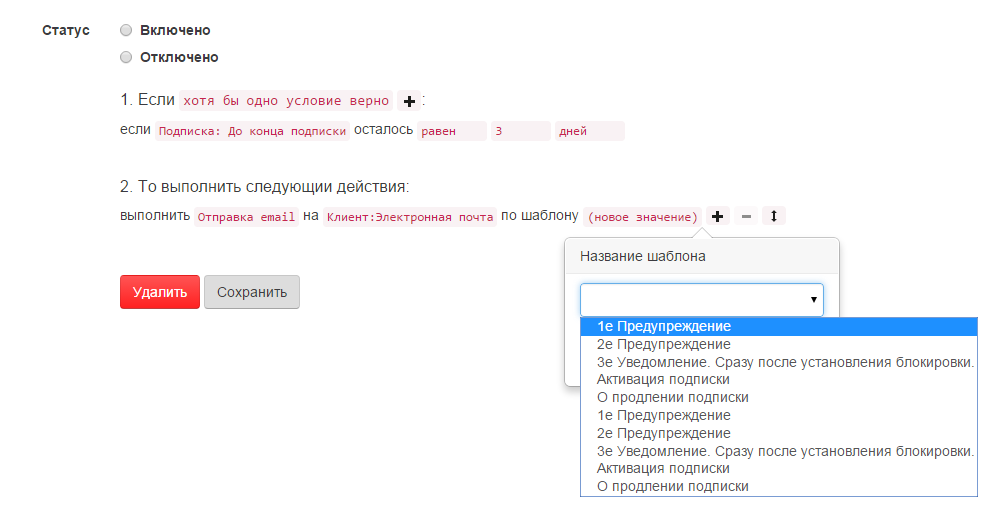 Статус Включено
Отключено
1. Если хотя бы одно условие верно :
если Подписка: До конца подписки осталось равен 3 дней
2. То выполнить следующии действия:
выполнить Отправка email на Клиент:Электронная почта по шаблону (новое значение)
Название шаблона
Удалить Сохранить
1е Предупреждение
2е Предупреждение
3е Уведомление. Сразу после установления блокировки.
Активация подписки
О продлении подписки
1е Предупреждение
2е Предупреждение
3е Уведомление. Сразу после установления блокировки.
Активация подписки
О продлении подписки